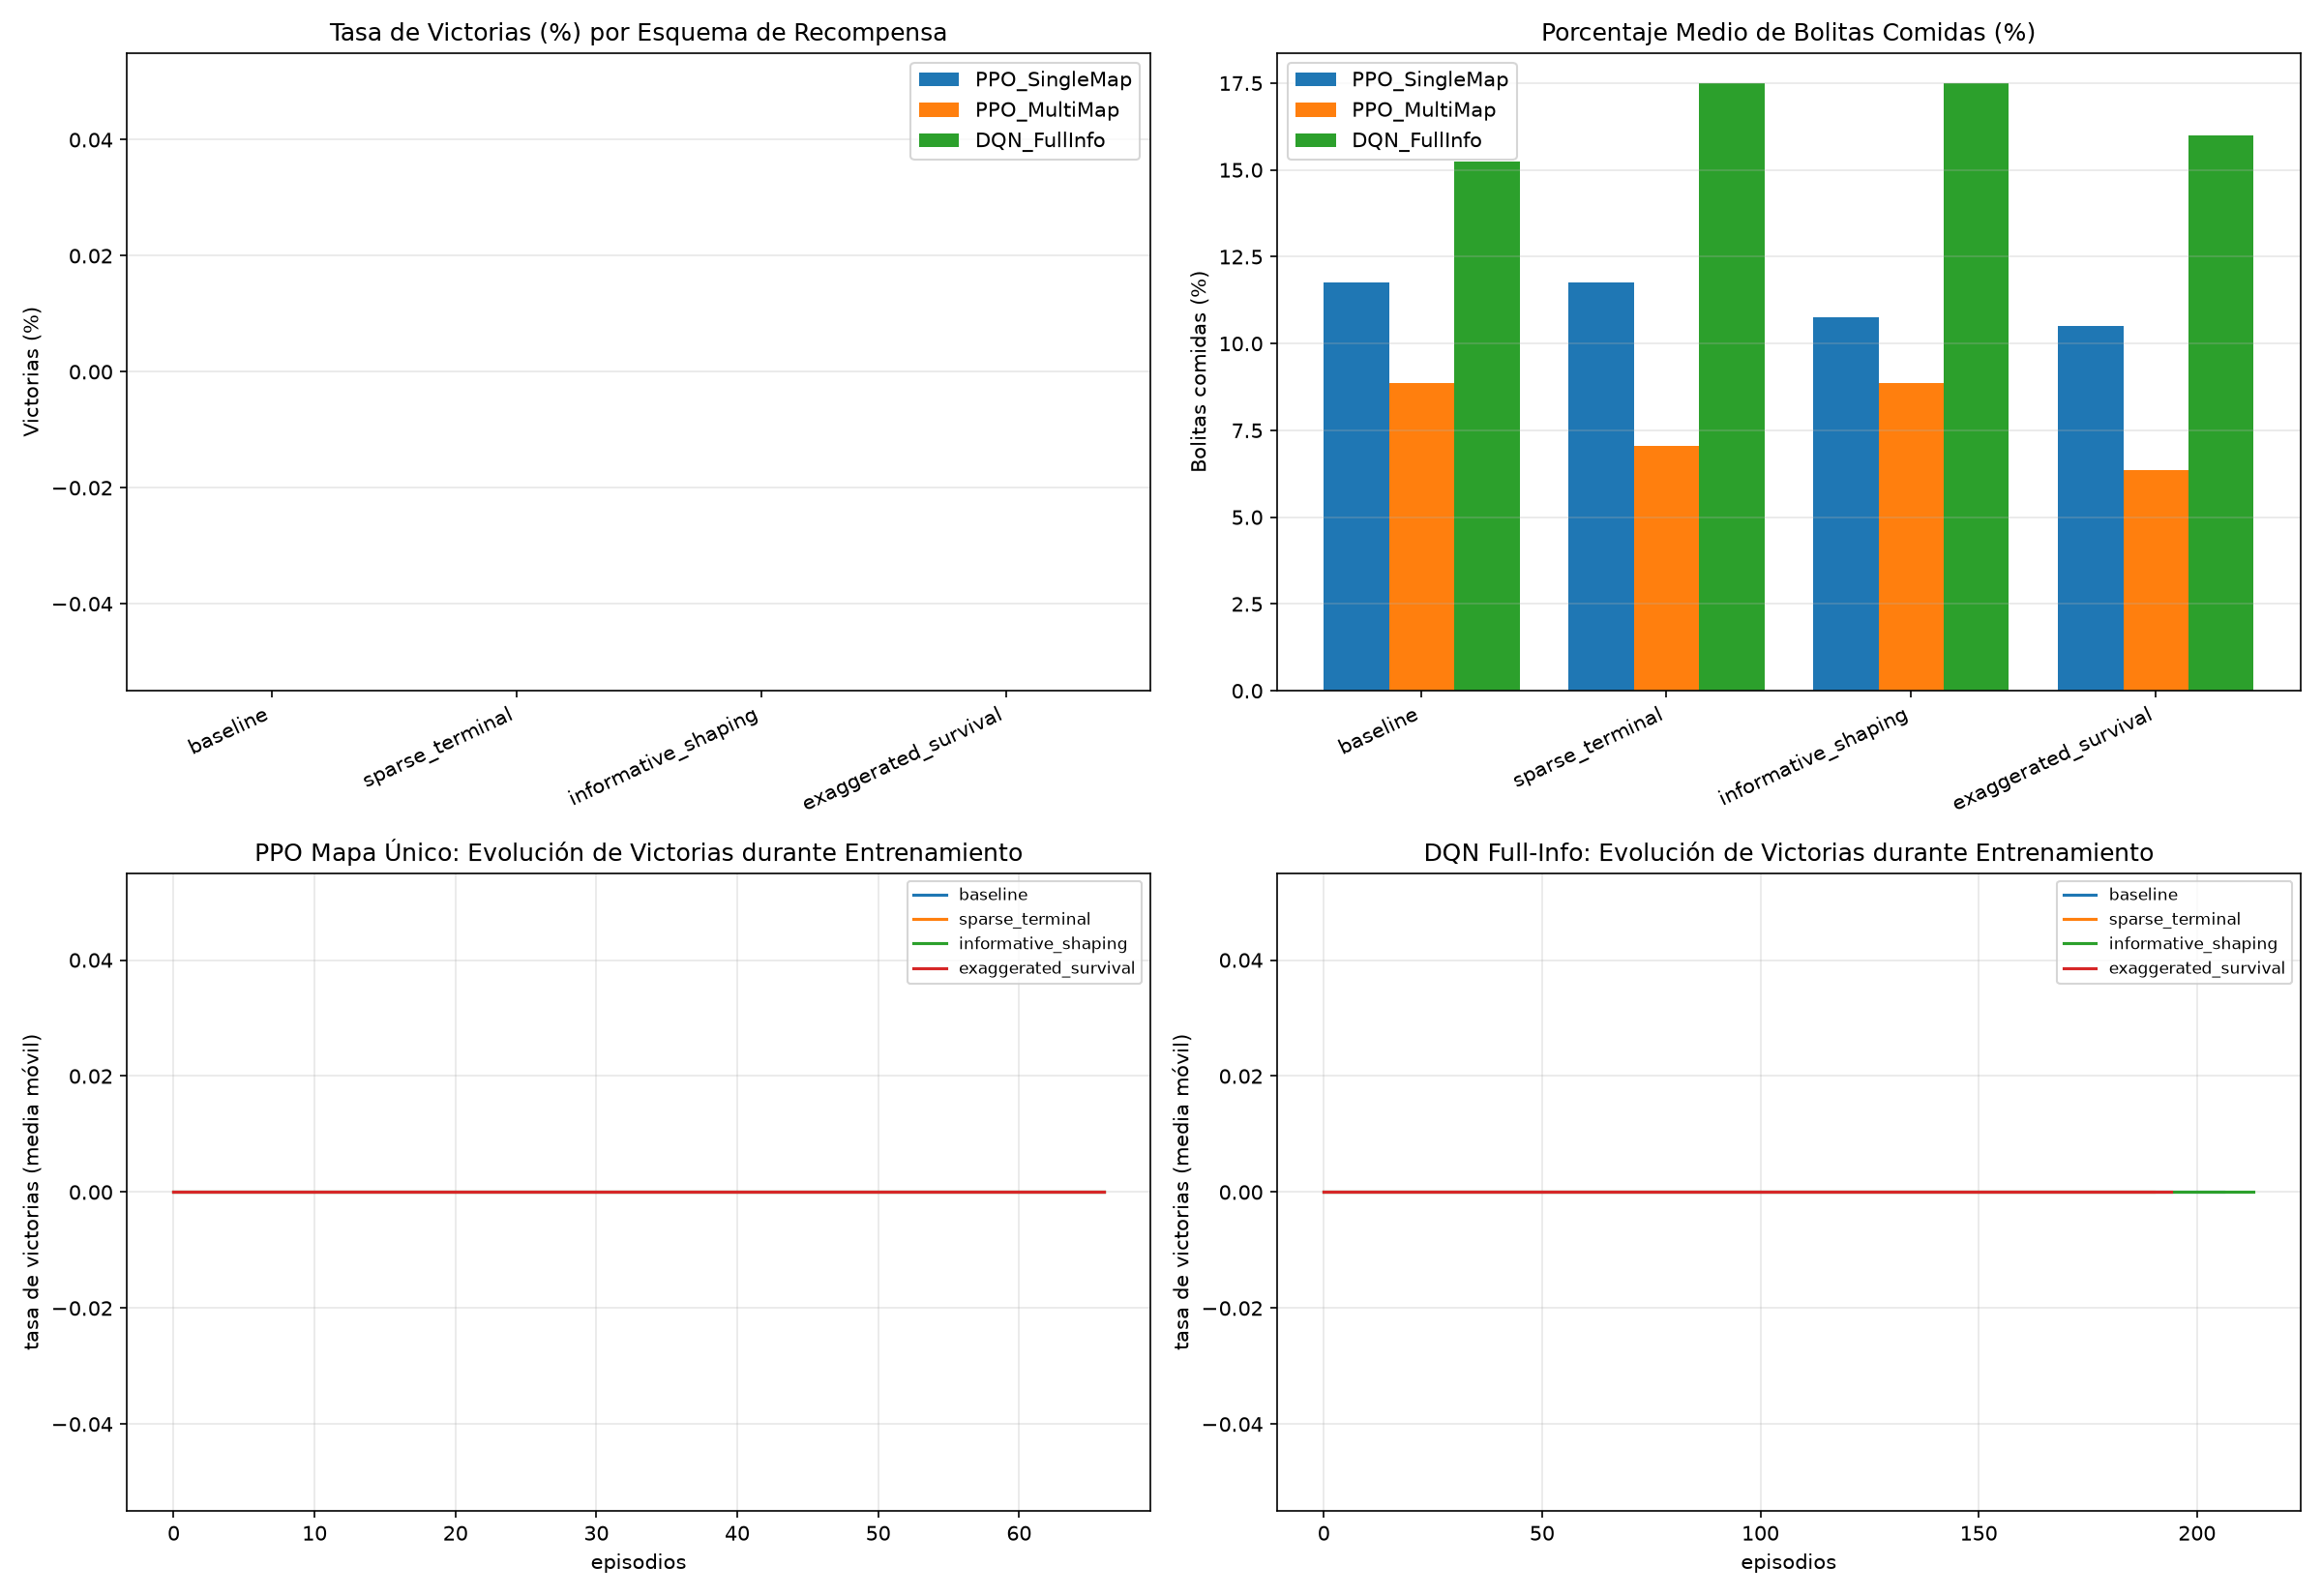 Tasa de Victorias (%) por Esquema de Recompensa
Victorias (%)
0.04
0.02
0.00
−0.02
−0.04
PPO_SingleMap
PPO_MultiMap
DQN_FullInfo
baseline
sparse_terminal
informative_shaping
exaggerated_survival
Porcentaje Medio de Bolitas Comidas (%)
Bolitas comidas (%)
17.5
15.0
12.5
10.0
7.5
5.0
2.5
0.0
PPO_SingleMap
PPO_MultiMap
DQN_FullInfo
baseline
sparse_terminal
informative_shaping
exaggerated_survival
PPO Mapa Único: Evolución de Victorias durante Entrenamiento
tasa de victorias (media móvil)
0.04
0.02
0.00
−0.02
−0.04
baseline
sparse_terminal
informative_shaping
exaggerated_survival
0 10 20 30 40 50 60
episodios
DQN Full-Info: Evolución de Victorias durante Entrenamiento
tasa de victorias (media móvil)
0.04
0.02
0.00
−0.02
−0.04
baseline
sparse_terminal
informative_shaping
exaggerated_survival
0 50 100 150 200
episodios